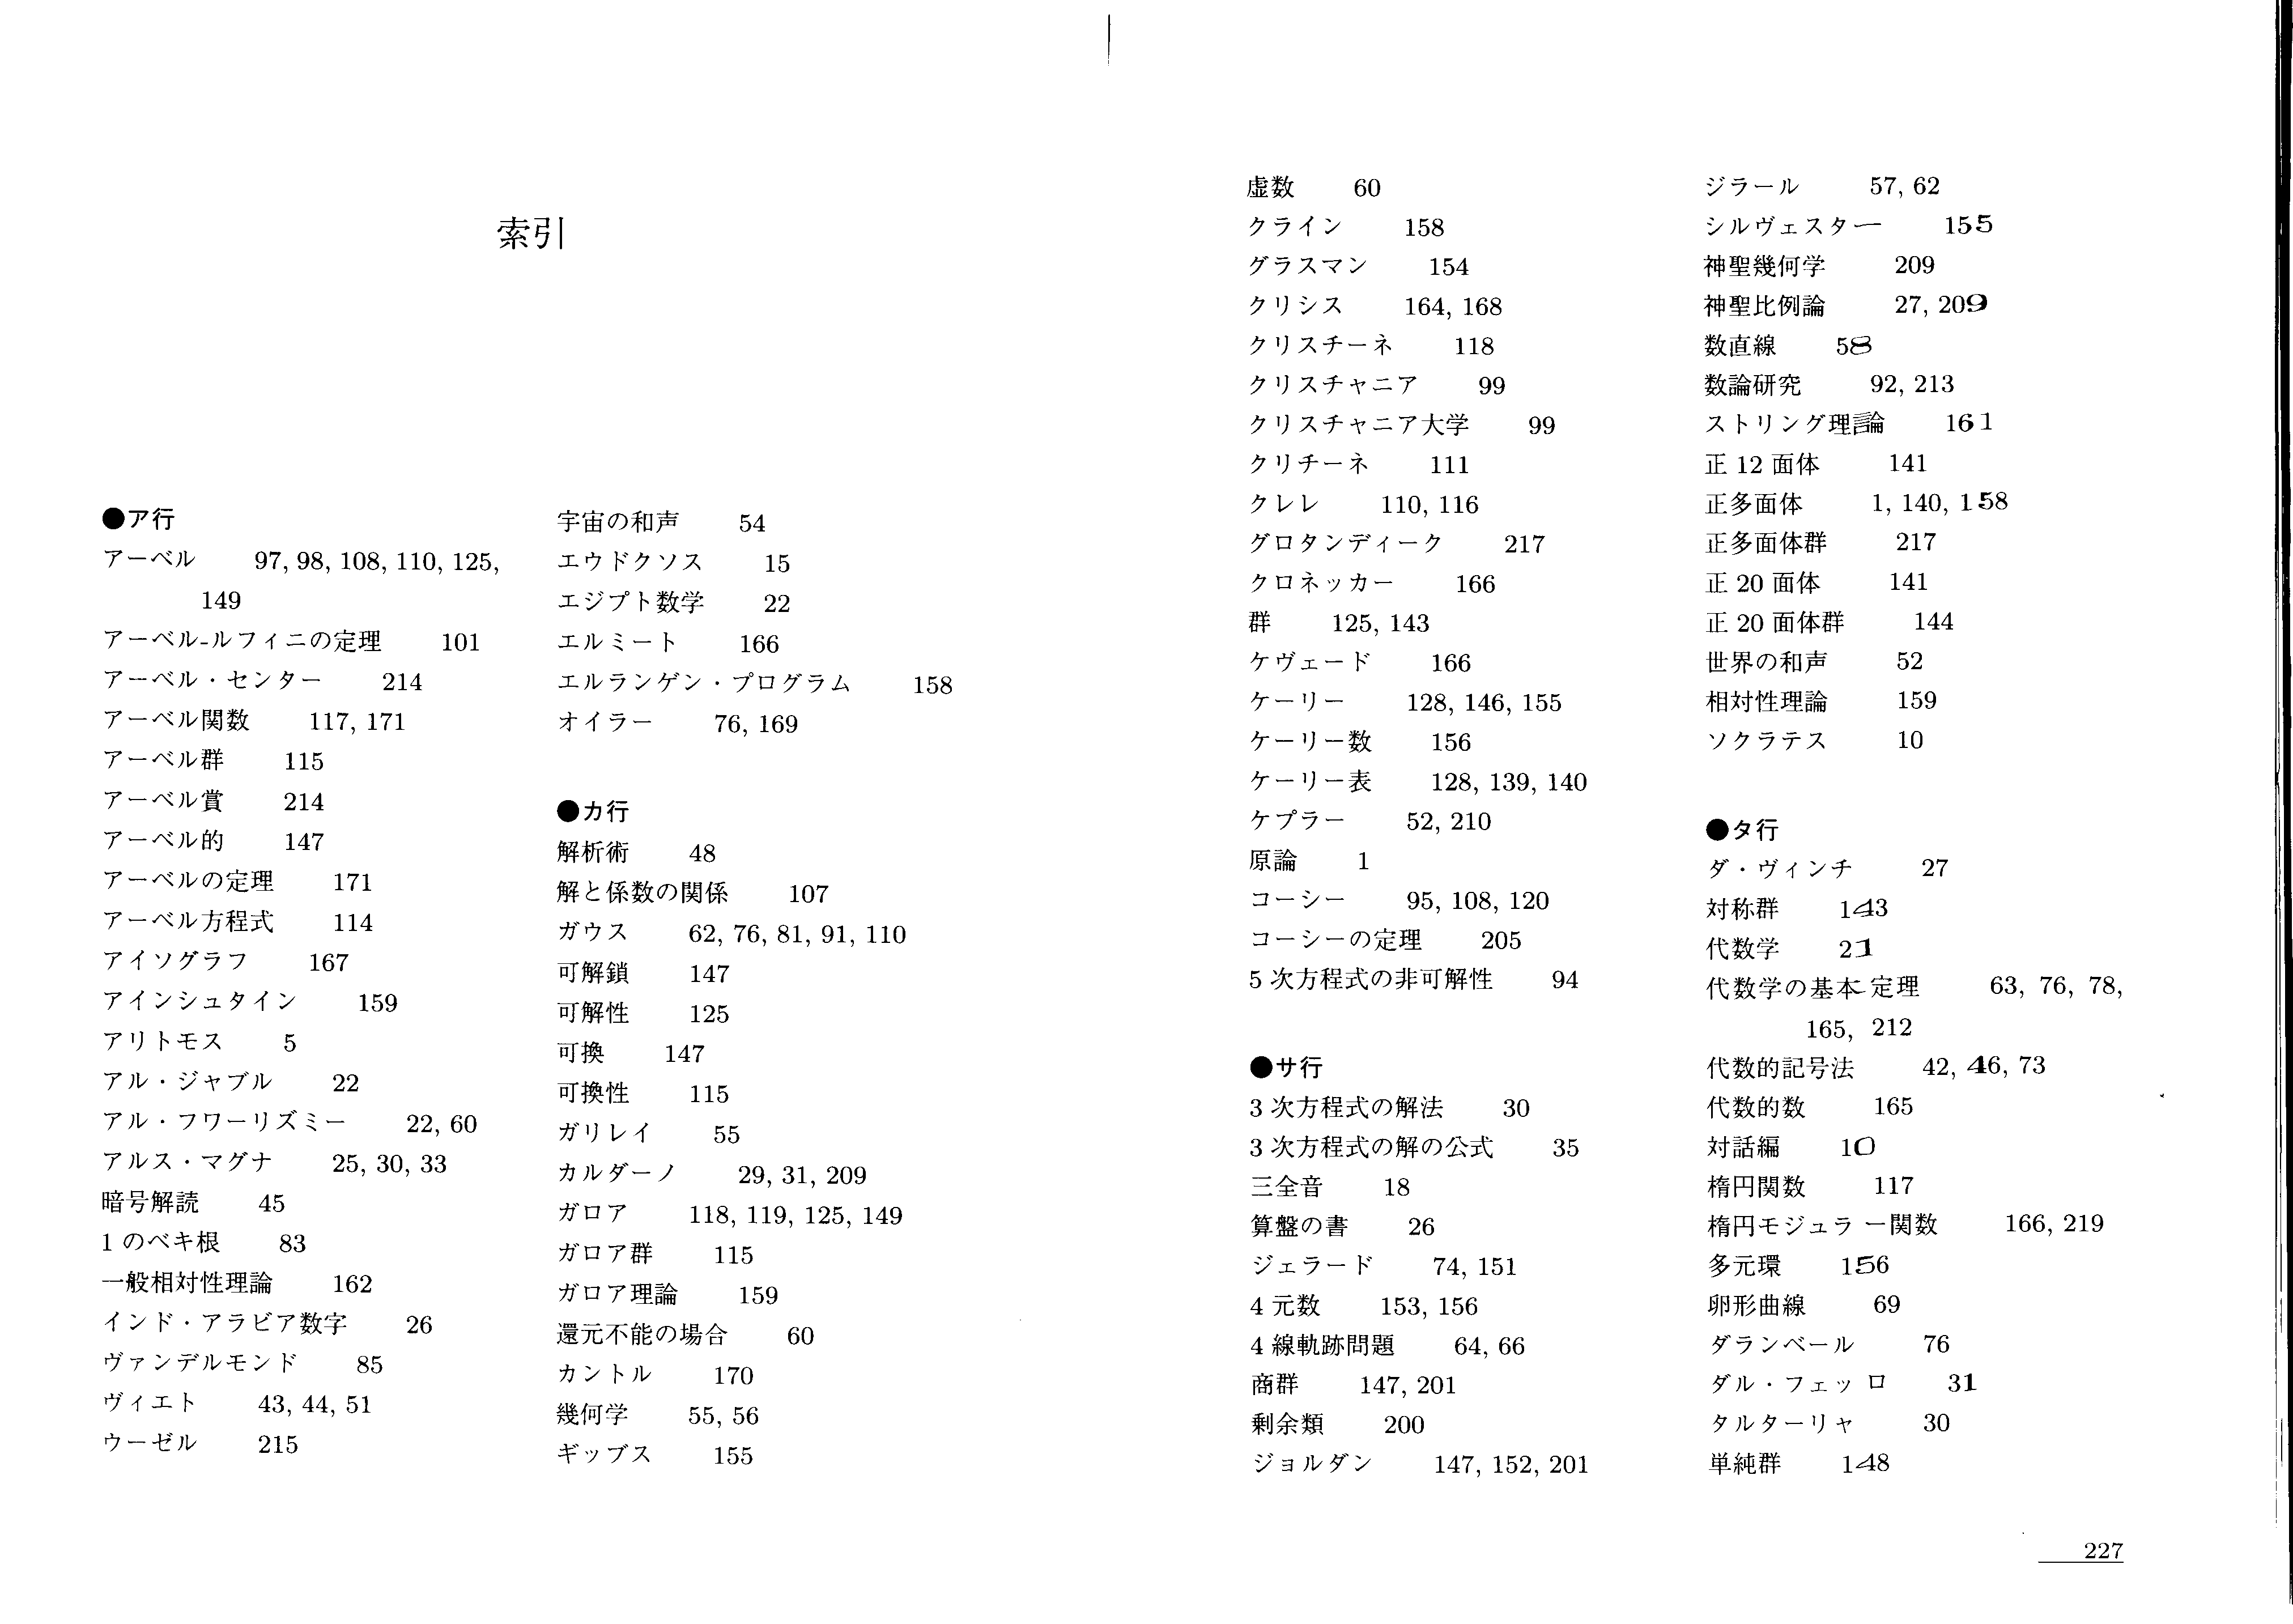 索引
●ア行
アーベル 97, 98, 108, 110, 125,
149
アーベル-ルフィニの定理 101
アーベル・センター 214
アーベル関数 117, 171
アーベル群 115
アーベル賞 214
アーベル的 147
アーベルの定理 171
アーベル方程式 114
アイソグラフ 167
アインシュタイン 159
アリトモス 5
アル・ジャブル 22
アル・フワーリズミー 22, 60
アルス・マグナ 25, 30, 33
暗号解読 45
1 のベキ根 83
一般相対性理論 162
インド・アラビア数字 26
ヴァンデルモンド 85
ヴィエト 43, 44, 51
ウーゼル 215
宇宙の和声 54
エウドクソス 15
エジプト数学 22
エルミート 166
エルランゲン・プログラム 158
オイラー 76, 169
●カ行
解析術 48
解と係数の関係 107
ガウス 62, 76, 81, 91, 110
可解鎖 147
可解性 125
可換 147
可換性 115
ガリレイ 55
カルダーノ 29, 31, 209
ガロア 118, 119, 125, 149
ガロア群 115
ガロア理論 159
還元不能の場合 60
カントル 170
幾何学 55, 56
ギッブス 155
虚数 60
クライン 158
グラスマン 154
クリシス 164, 168
クリスチーネ 118
クリスチャニア 99
クリスチャニア大学 99
クリチーネ 111
クレレ 110, 116
グロタンディーク 217
クロネッカー 166
群 125, 143
ケヴェード 166
ケーリー 128, 146, 155
ケーリー数 156
ケーリー表 128, 139, 140
ケプラー 52, 210
原論 1
コーシー 95, 108, 120
コーシーの定理 205
5 次方程式の非可解性 94
●サ行
3 次方程式の解法 30
3 次方程式の解の公式 35
三全音 18
算盤の書 26
ジェラード 74, 151
4 元数 153, 156
4 線軌跡問題 64, 66
商群 147, 201
剰余類 200
ジョルダン 147, 152, 201
ジラール 57, 62
シルヴェスター 155
神聖幾何学 209
神聖比例論 27, 209
数直線 58
数論研究 92, 213
ストリング理論 161
正 12 面体 141
正多面体 1, 140, 158
正多面体群 217
正 20 面体 141
正 20 面体群 144
世界の和声 52
相対性理論 159
ソクラテス 10
●タ行
ダ・ヴィンチ 27
対称群 143
代数学 21
代数学の基本定理 63, 76, 78,
165, 212
代数的記号法 42, 46, 73
代数的数 165
対話編 10
楕円関数 117
楕円モジュラー関数 166, 219
多元環 156
卵形曲線 69
ダランベール 76
ダル・フェッロ 31
タルターリャ 30
単純群 148
227